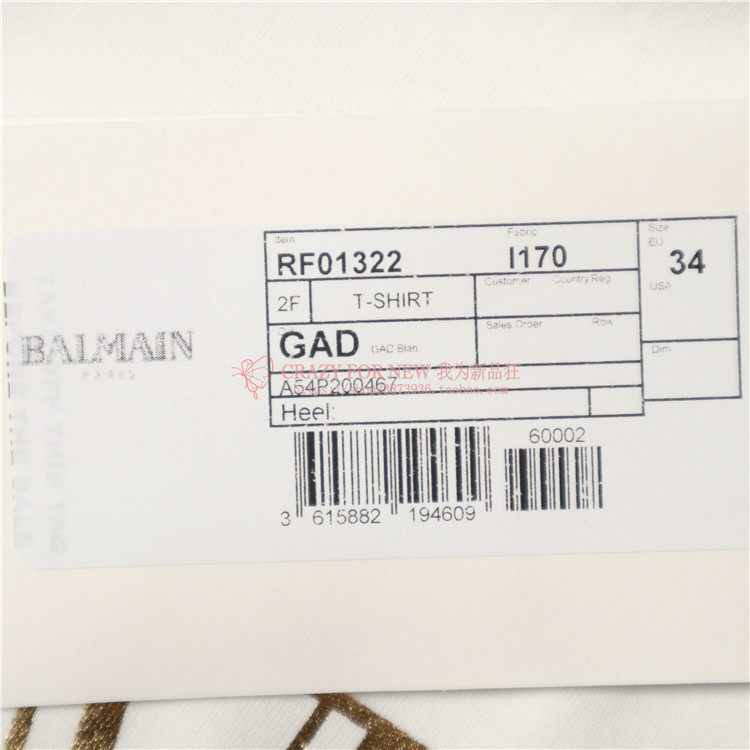 BALMAIN
PARIS
Item
RF01322
Fabric
I170
Size
EU
34
USA
2F
T-SHIRT
Customer
Country Reg
GAD
GAD Blan
Sales Order
Row
Dim
CRAZY FOR NEW 我为新品狂
A54P200467
Heel:
60002
3 615882 194609